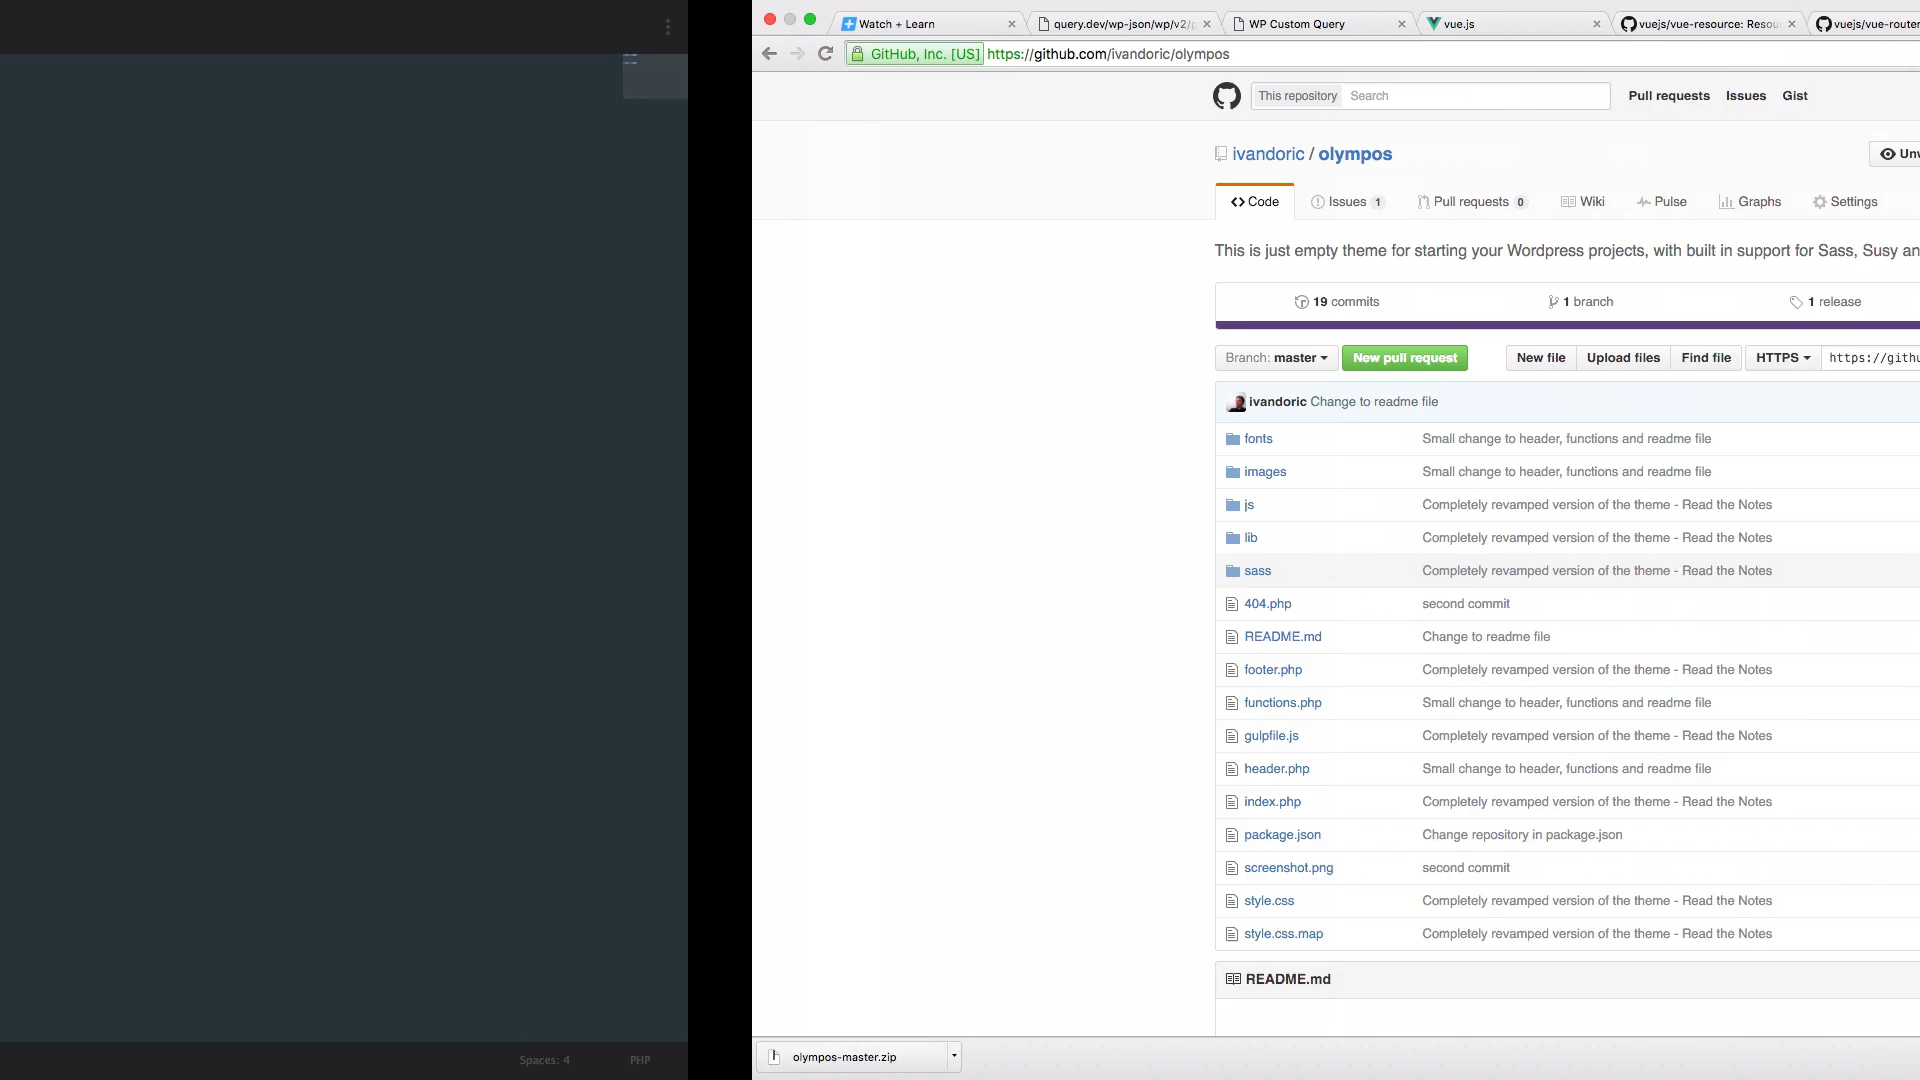 Watch + Learn
query.dev/wp-json/wp/v2/p
WP Custom Query
vue.js
vuejs/vue-resource: Resou
vuejs/vue-router
GitHub, Inc. [US] https://github.com/ivandoric/olympos
This repository Search
Pull requests Issues Gist
ivandoric / olympos
Unw
Code Issues 1 Pull requests 0 Wiki Pulse Graphs Settings
This is just empty theme for starting your Wordpress projects, with built in support for Sass, Susy an
19 commits 1 branch 1 release
Branch: master New pull request New file Upload files Find file HTTPS https://githu
ivandoric Change to readme file
fonts Small change to header, functions and readme file
images Small change to header, functions and readme file
js Completely revamped version of the theme - Read the Notes
lib Completely revamped version of the theme - Read the Notes
sass Completely revamped version of the theme - Read the Notes
404.php second commit
README.md Change to readme file
footer.php Completely revamped version of the theme - Read the Notes
functions.php Small change to header, functions and readme file
gulpfile.js Completely revamped version of the theme - Read the Notes
header.php Small change to header, functions and readme file
index.php Completely revamped version of the theme - Read the Notes
package.json Change repository in package.json
screenshot.png second commit
style.css Completely revamped version of the theme - Read the Notes
style.css.map Completely revamped version of the theme - Read the Notes
README.md
olympos-master.zip
Spaces: 4 PHP